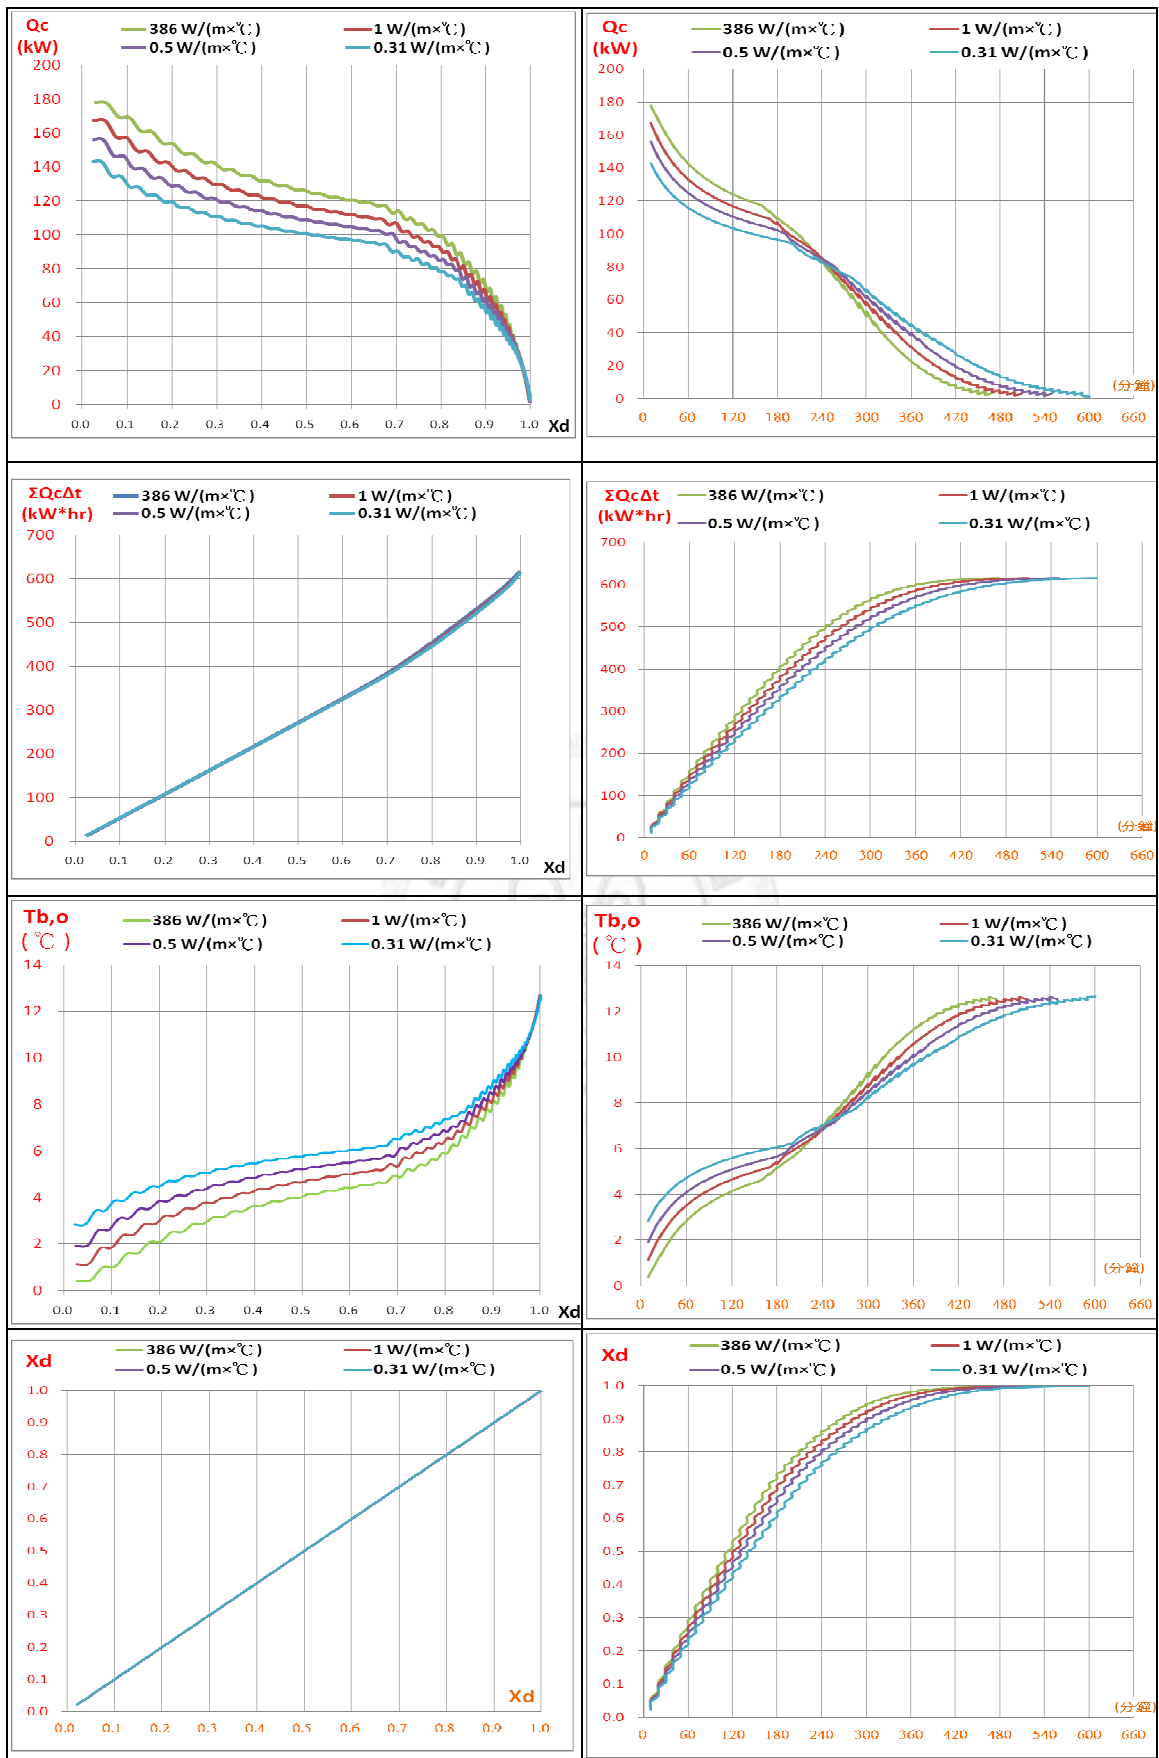 Qc
(kW)
386 W/(m×℃)
1 W/(m×℃)
0.5 W/(m×℃)
0.31 W/(m×℃)
200
180
160
140
120
100
80
60
40
20
0
0.0 0.1 0.2 0.3 0.4 0.5 0.6 0.7 0.8 0.9 1.0
Xd
Qc
(kW)
386 W/(m×℃)
1 W/(m×℃)
0.5 W/(m×℃)
0.31 W/(m×℃)
200
180
160
140
120
100
80
60
40
20
0
(分鐘)
0 60 120 180 240 300 360 420 480 540 600 660
ΣQcΔt
(kW*hr)
386 W/(m×℃)
1 W/(m×℃)
0.5 W/(m×℃)
0.31 W/(m×℃)
700
600
500
400
300
200
100
0
0.0 0.1 0.2 0.3 0.4 0.5 0.6 0.7 0.8 0.9 1.0
Xd
ΣQcΔt
(kW*hr)
386 W/(m×℃)
1 W/(m×℃)
0.5 W/(m×℃)
0.31 W/(m×℃)
700
600
500
400
300
200
100
0
(分鐘)
0 60 120 180 240 300 360 420 480 540 600 660
Tb,o
(℃)
386 W/(m×℃)
1 W/(m×℃)
0.5 W/(m×℃)
0.31 W/(m×℃)
14
12
10
8
6
4
2
0
0.0 0.1 0.2 0.3 0.4 0.5 0.6 0.7 0.8 0.9 1.0
Xd
Tb,o
(℃)
386 W/(m×℃)
1 W/(m×℃)
0.5 W/(m×℃)
0.31 W/(m×℃)
14
12
10
8
6
4
2
0
(分鐘)
0 60 120 180 240 300 360 420 480 540 600 660
Xd
386 W/(m×℃)
1 W/(m×℃)
0.5 W/(m×℃)
0.31 W/(m×℃)
1.0
0.9
0.8
0.7
0.6
0.5
0.4
0.3
0.2
0.1
0.0
Xd
0.0 0.1 0.2 0.3 0.4 0.5 0.6 0.7 0.8 0.9 1.0
Xd
386 W/(m×℃)
1 W/(m×℃)
0.5 W/(m×℃)
0.31 W/(m×℃)
1.0
0.9
0.8
0.7
0.6
0.5
0.4
0.3
0.2
0.1
0.0
(分鐘)
0 60 120 180 240 300 360 420 480 540 600 660